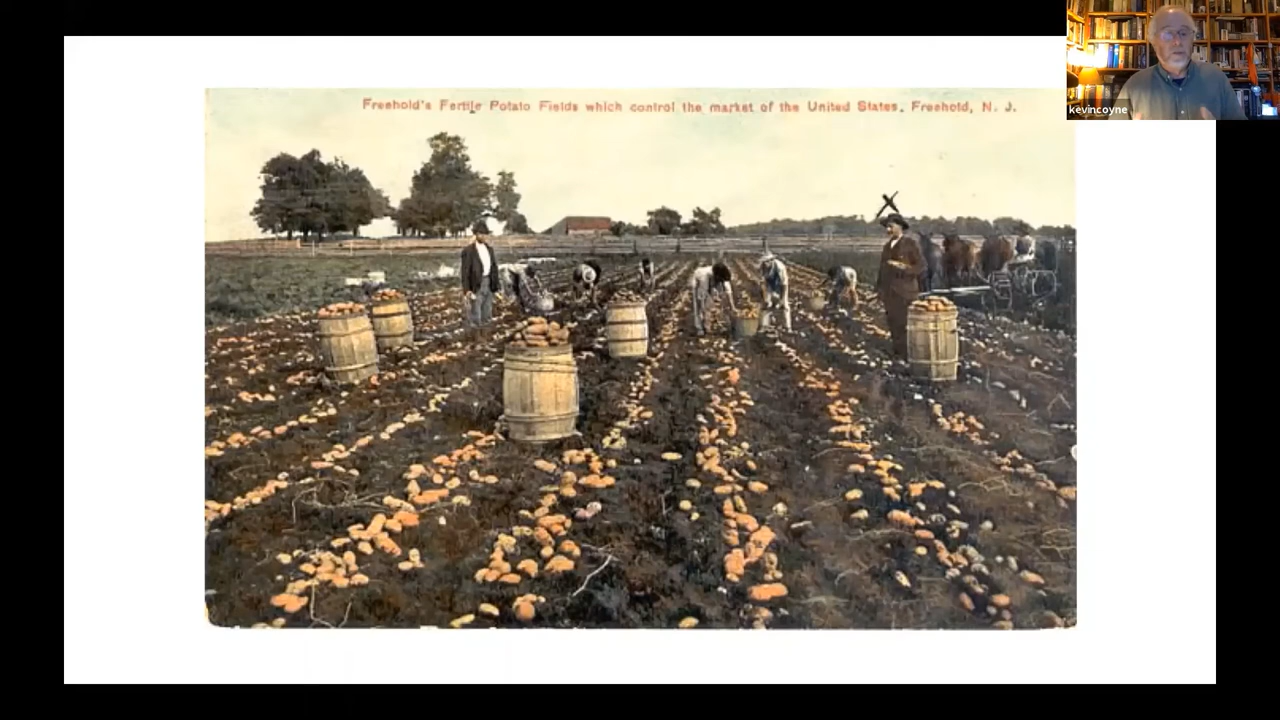 Freehold's Fertile Potato Fields which control the market of the United States, Freehold, N. J.
kevincoyne